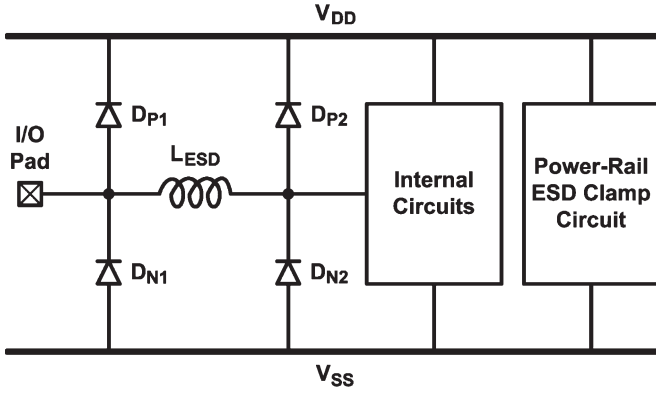 VDD
DP1
DP2
I/O
Pad
LESD
Internal
Circuits
Power-Rail
ESD Clamp
Circuit
DN1
DN2
VSS